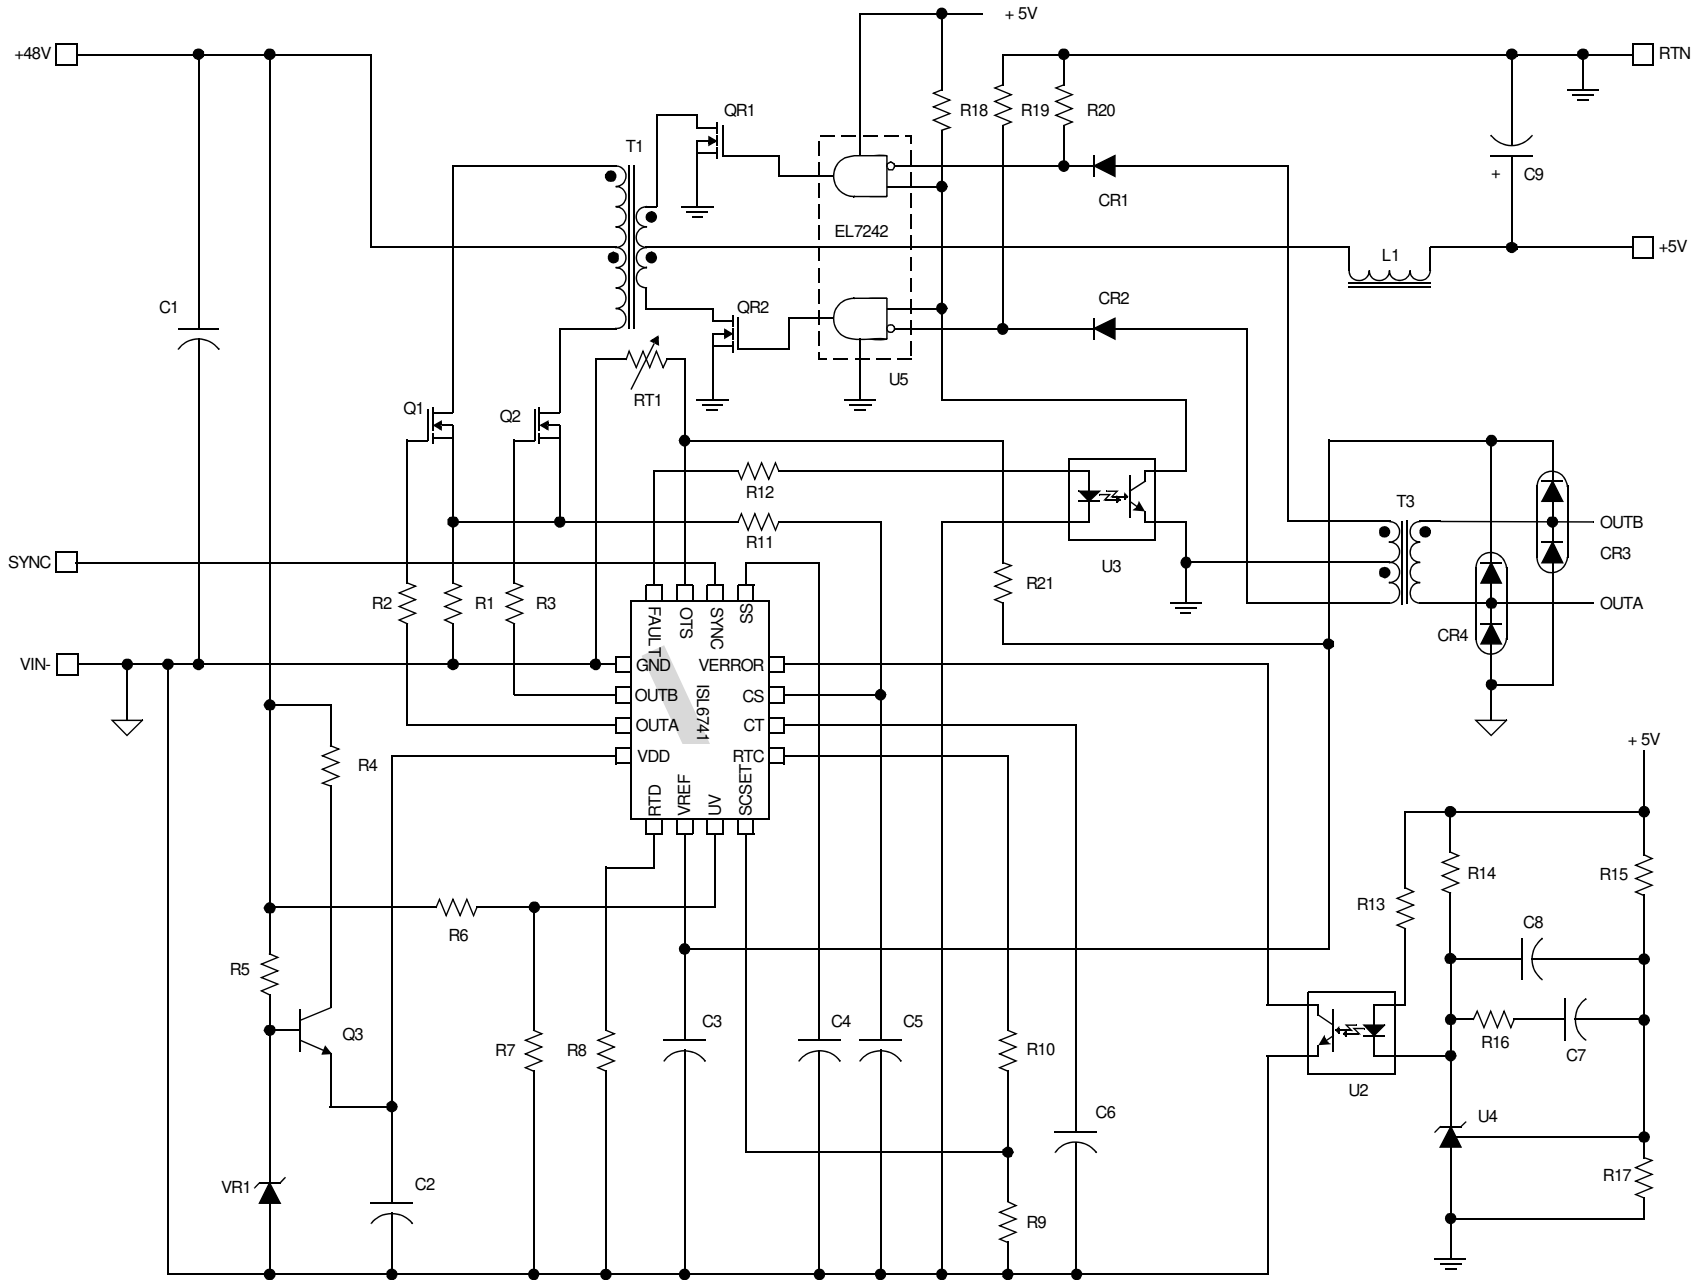 + 5V
+48V
RTN
QR1
R18
R19
R20
T1
C9
+
CR1
EL7242
+5V
L1
C1
CR2
QR2
U5
RT1
Q1
Q2
R12
T3
OUTB
R11
CR3
SYNC
U3
R21
R2
R1
R3
OUTA
FAULT
OTS
SYNC
SS
CR4
VIN-
GND
VERROR
OUTB
CS
ISL6741
OUTA
CT
+ 5V
VDD
RTC
R4
RTD
VREF
UV
SCSET
R14
R15
R13
C8
R6
R5
Q3
C3
C4
C5
R16
C7
R7
R8
R10
U2
C6
U4
VR1
C2
R17
R9